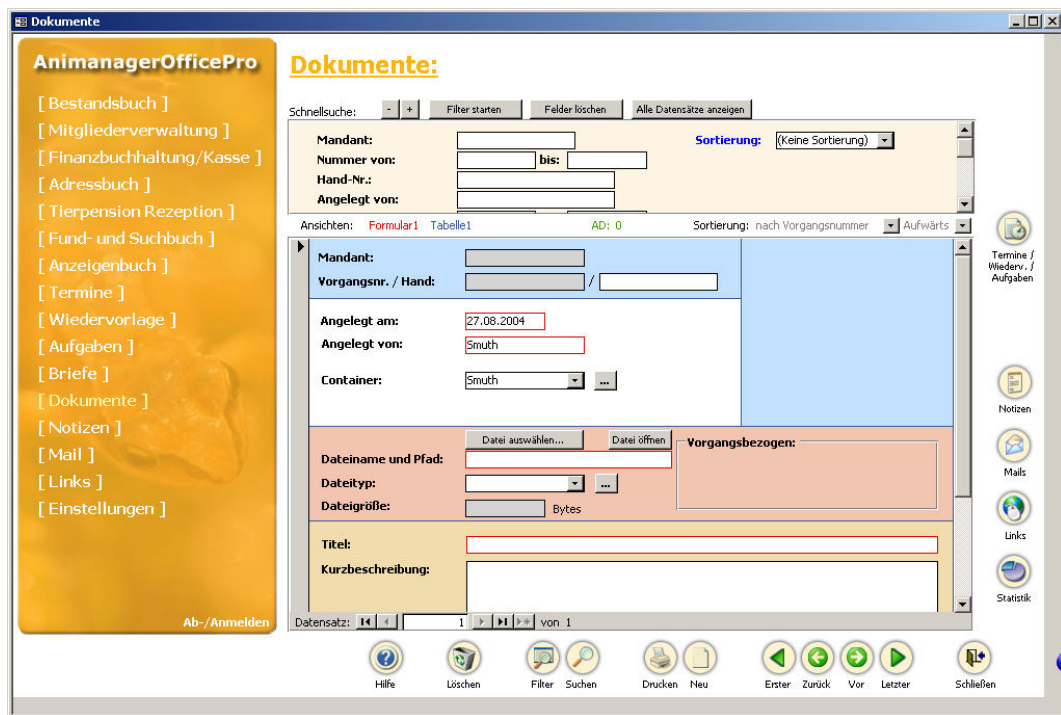 Dokumente
AnimanagerOfficePro
[ Bestandsbuch ]
[ Mitgliederverwaltung ]
[ Finanzbuchhaltung/Kasse ]
[ Adressbuch ]
[ Tierpension Rezeption ]
[ Fund- und Suchbuch ]
[ Anzeigenbuch ]
[ Termine ]
[ Wiedervorlage ]
[ Aufgaben ]
[ Briefe ]
[ Dokumente ]
[ Notizen ]
[ Mail ]
[ Links ]
[ Einstellungen ]
Ab-/Anmelden
Dokumente:
Schnellsuche: - + Filter starten Felder löschen Alle Datensätze anzeigen
Mandant: Sortierung: (Keine Sortierung)
Nummer von: bis:
Hand-Nr.:
Angelegt von:
Ansichten: Formular1 Tabelle1 AD: 0 Sortierung: nach Vorgangsnummer Aufwärts
Mandant:
Vorgangsnr. / Hand: /
Angelegt am: 27.08.2004
Angelegt von: Smuth
Container: Smuth ...
Datei auswählen... Datei öffnen Vorgangsbezogen:
Dateiname und Pfad:
Dateityp: ...
Dateigröße: Bytes
Titel:
Kurzbeschreibung:
Datensatz: 1 von 1
Termine /
Wiederv. /
Aufgaben
Notizen
Mails
Links
Statistik
Hilfe Löschen Filter Suchen Drucken Neu Erster Zurück Vor Letzter Schließen